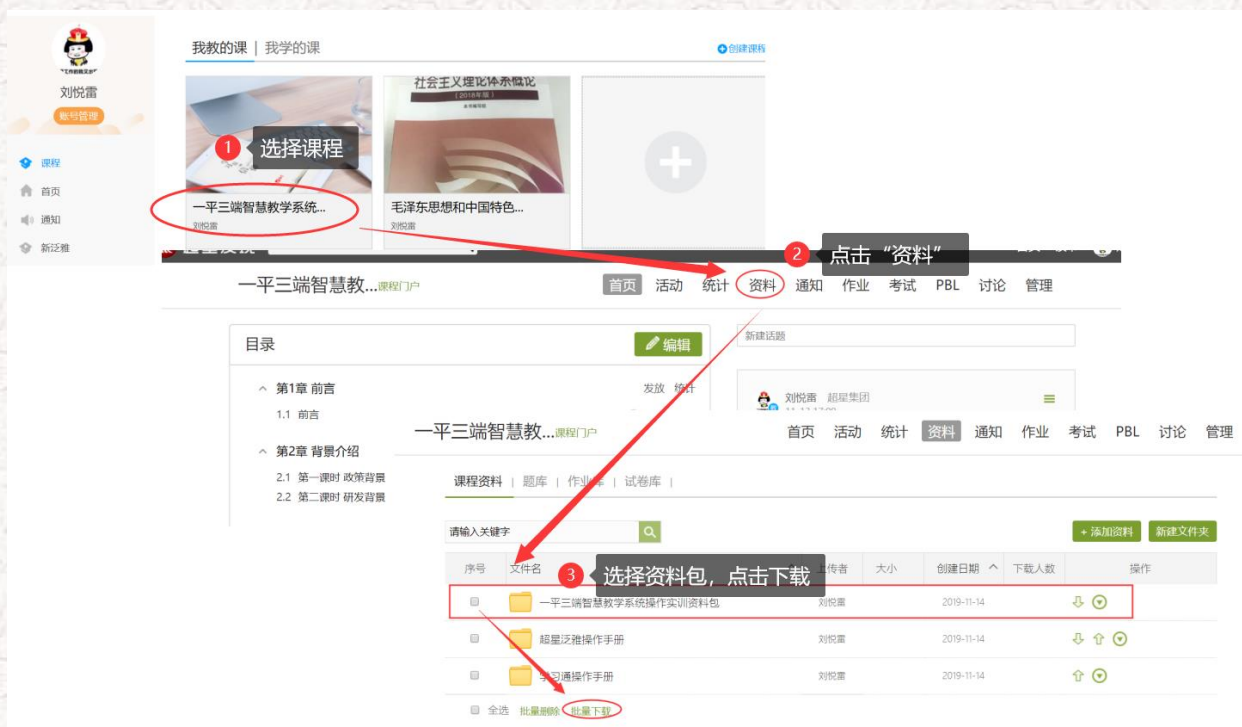 我教的课 | 我学的课
创建课程
刘悦雷
账号管理
课程
首页
通知
新泛雅
社会主义理论体系概论
(2018年版)
1 选择课程
一平三端智慧教学系统...
刘悦雷
毛泽东思想和中国特色...
刘悦雷
2 点击“资料”
一平三端智慧教...课程门户
首页 活动 统计 资料 通知 作业 考试 PBL 讨论 管理
目录
编辑
新建话题
第1章 前言
发放 统计
1.1 前言
刘悦雷 超星集团
第2章 背景介绍
2.1 第一课时 政策背景
2.2 第二课时 研发背景
一平三端智慧教...课程门户
首页 活动 统计 资料 通知 作业 考试 PBL 讨论 管理
课程资料 | 题库 | 作业库 | 试卷库 |
请输入关键字
+ 添加资料 新建文件夹
序号 文件名 上传者 大小 创建日期 下载人数 操作
3 选择资料包，点击下载
一平三端智慧教学系统操作实训资料包 刘悦雷 2019-11-14
超星泛雅操作手册 刘悦雷 2019-11-14
学习通操作手册 刘悦雷 2019-11-14
全选 批量删除 批量下载